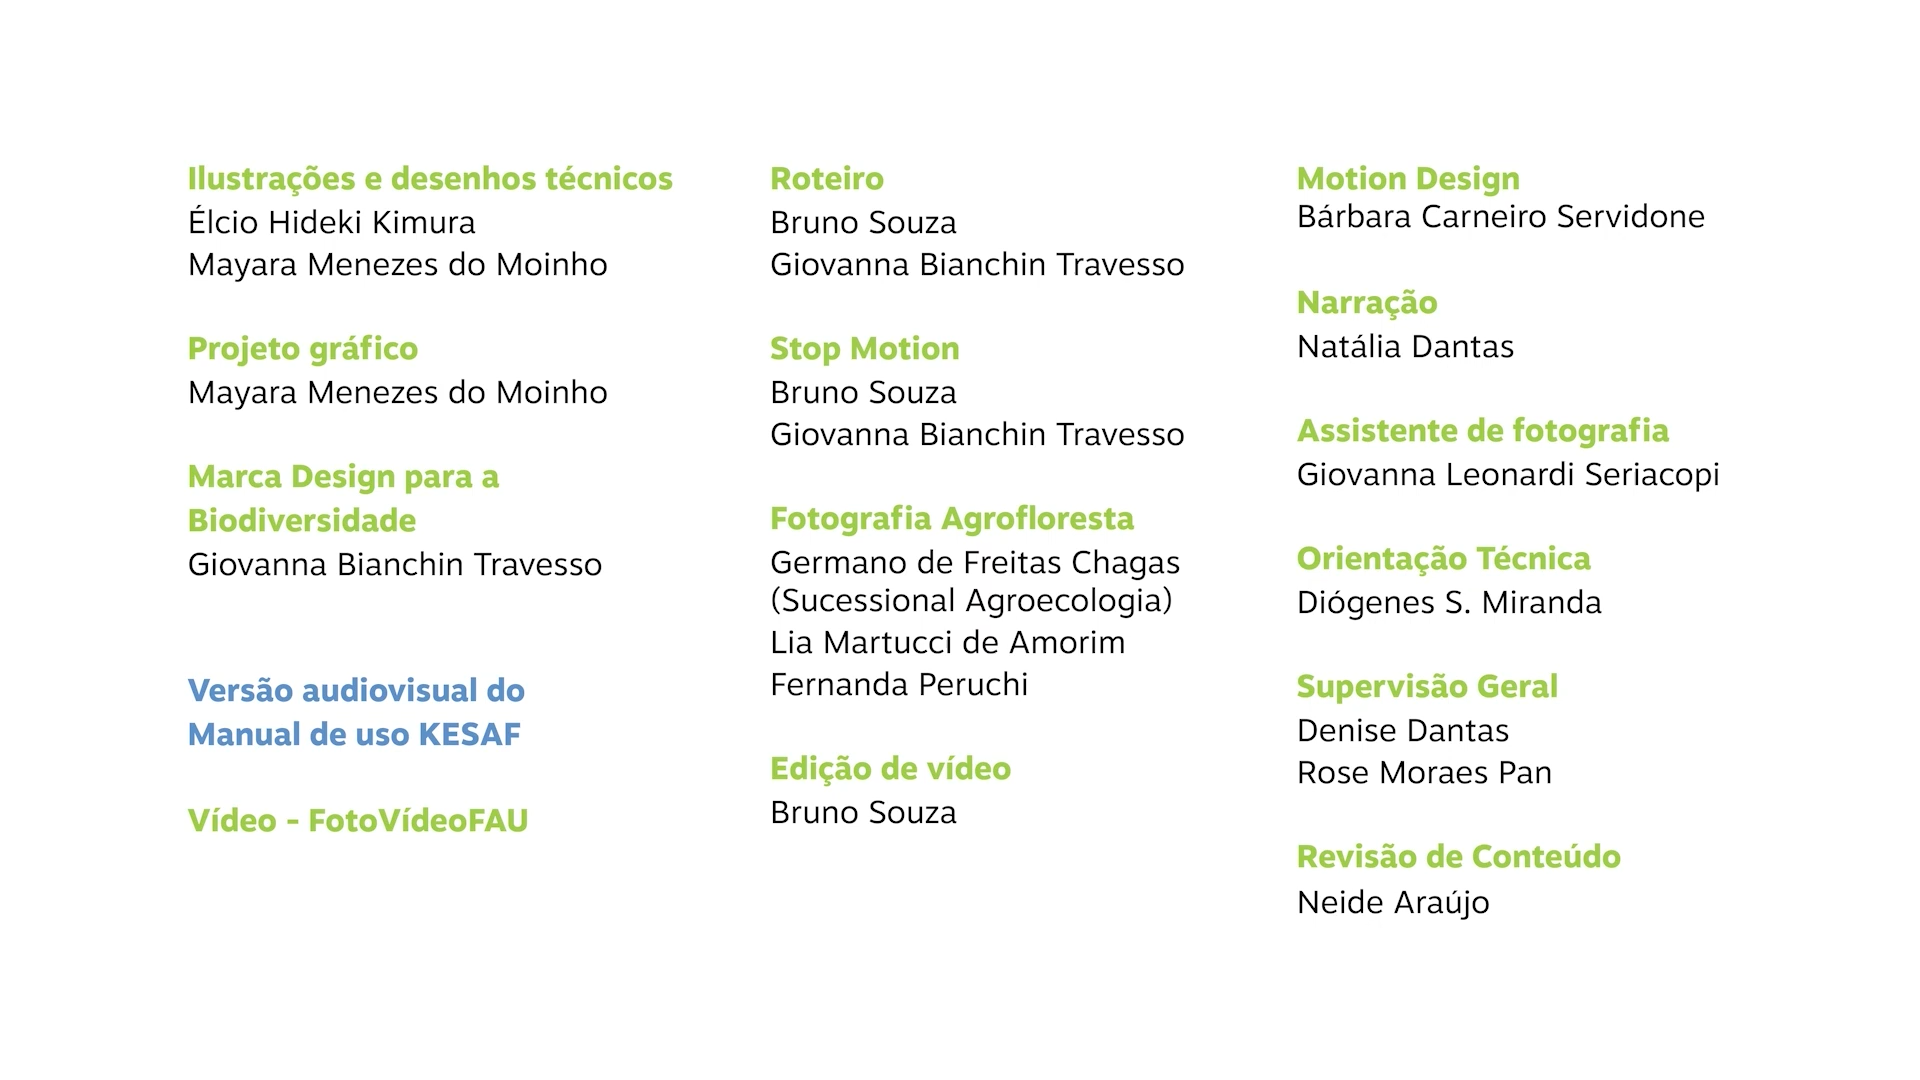 Ilustrações e desenhos técnicos
Élcio Hideki Kimura
Mayara Menezes do Moinho
Projeto gráfico
Mayara Menezes do Moinho
Marca Design para a
Biodiversidade
Giovanna Bianchin Travesso
Versão audiovisual do
Manual de uso KESAF
Vídeo - FotoVídeoFAU
Roteiro
Bruno Souza
Giovanna Bianchin Travesso
Stop Motion
Bruno Souza
Giovanna Bianchin Travesso
Fotografia Agrofloresta
Germano de Freitas Chagas
(Sucessional Agroecologia)
Lia Martucci de Amorim
Fernanda Peruchi
Edição de vídeo
Bruno Souza
Motion Design
Bárbara Carneiro Servidone
Narração
Natália Dantas
Assistente de fotografia
Giovanna Leonardi Seriacopi
Orientação Técnica
Diógenes S. Miranda
Supervisão Geral
Denise Dantas
Rose Moraes Pan
Revisão de Conteúdo
Neide Araújo